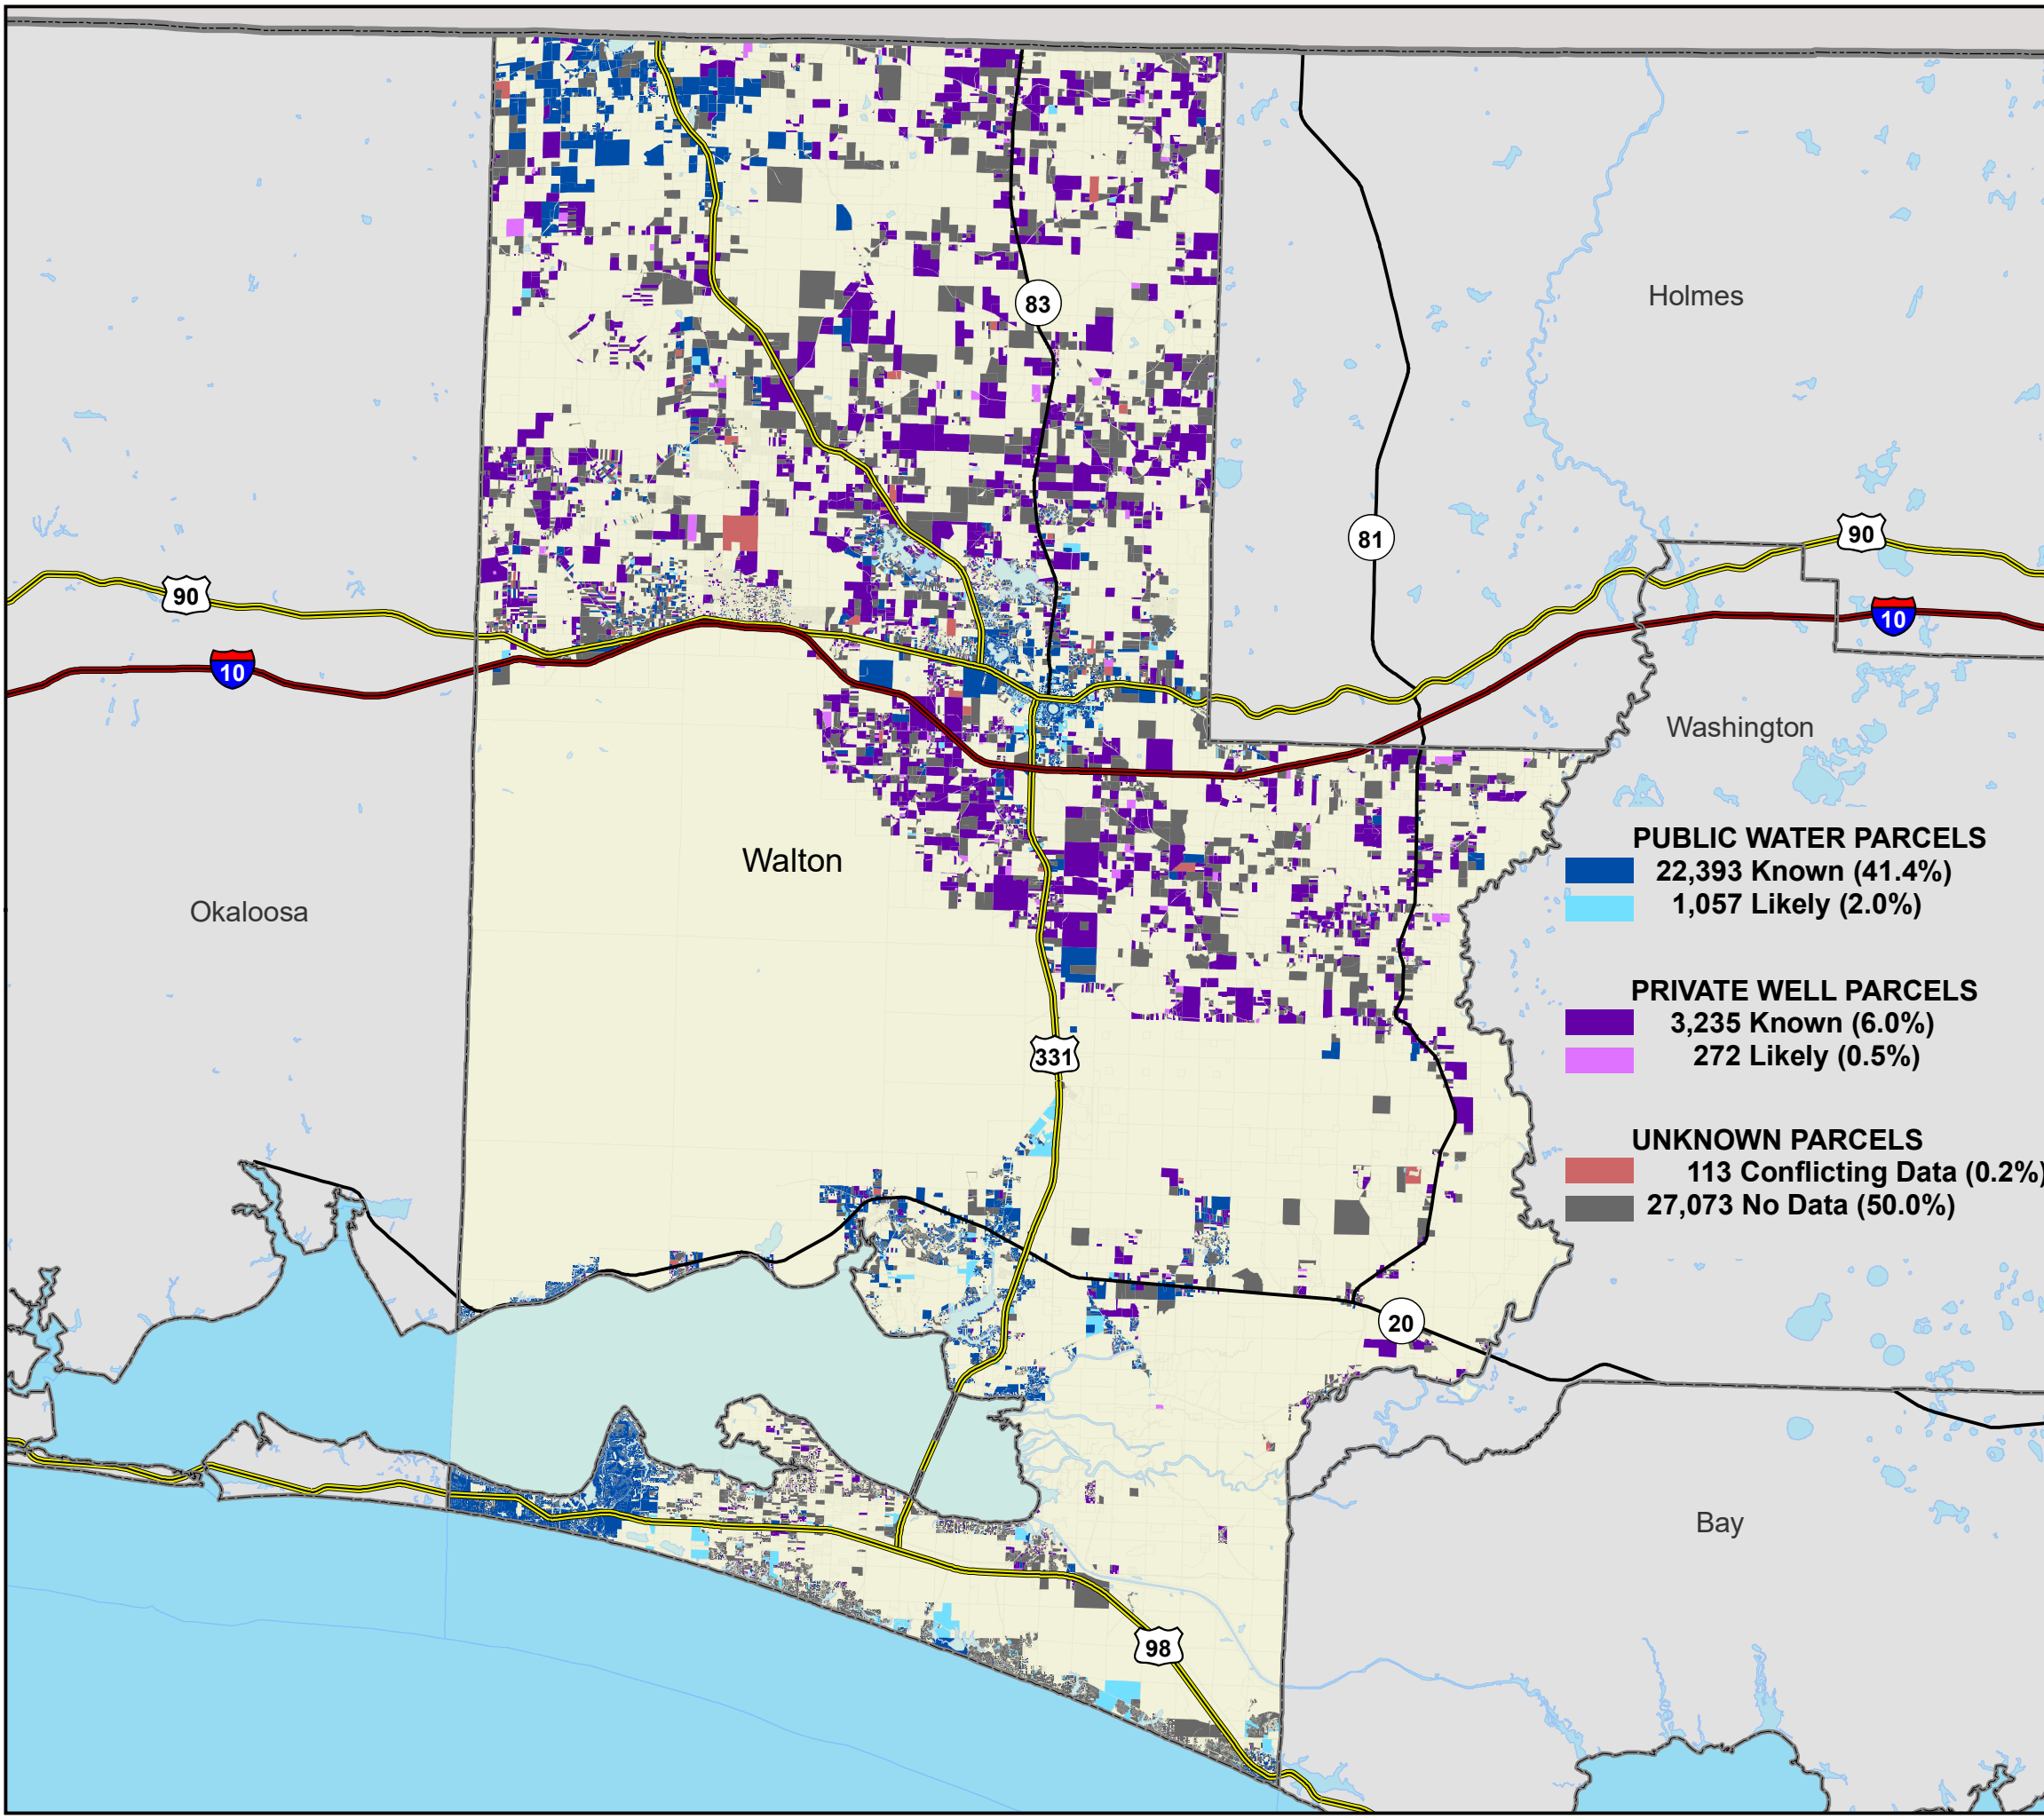 83
Holmes
81
90
90
10
10
Washington
Walton
Okaloosa
PUBLIC WATER PARCELS
22,393 Known (41.4%)
1,057 Likely (2.0%)
PRIVATE WELL PARCELS
3,235 Known (6.0%)
272 Likely (0.5%)
331
UNKNOWN PARCELS
113 Conflicting Data (0.2%)
27,073 No Data (50.0%)
20
Bay
98